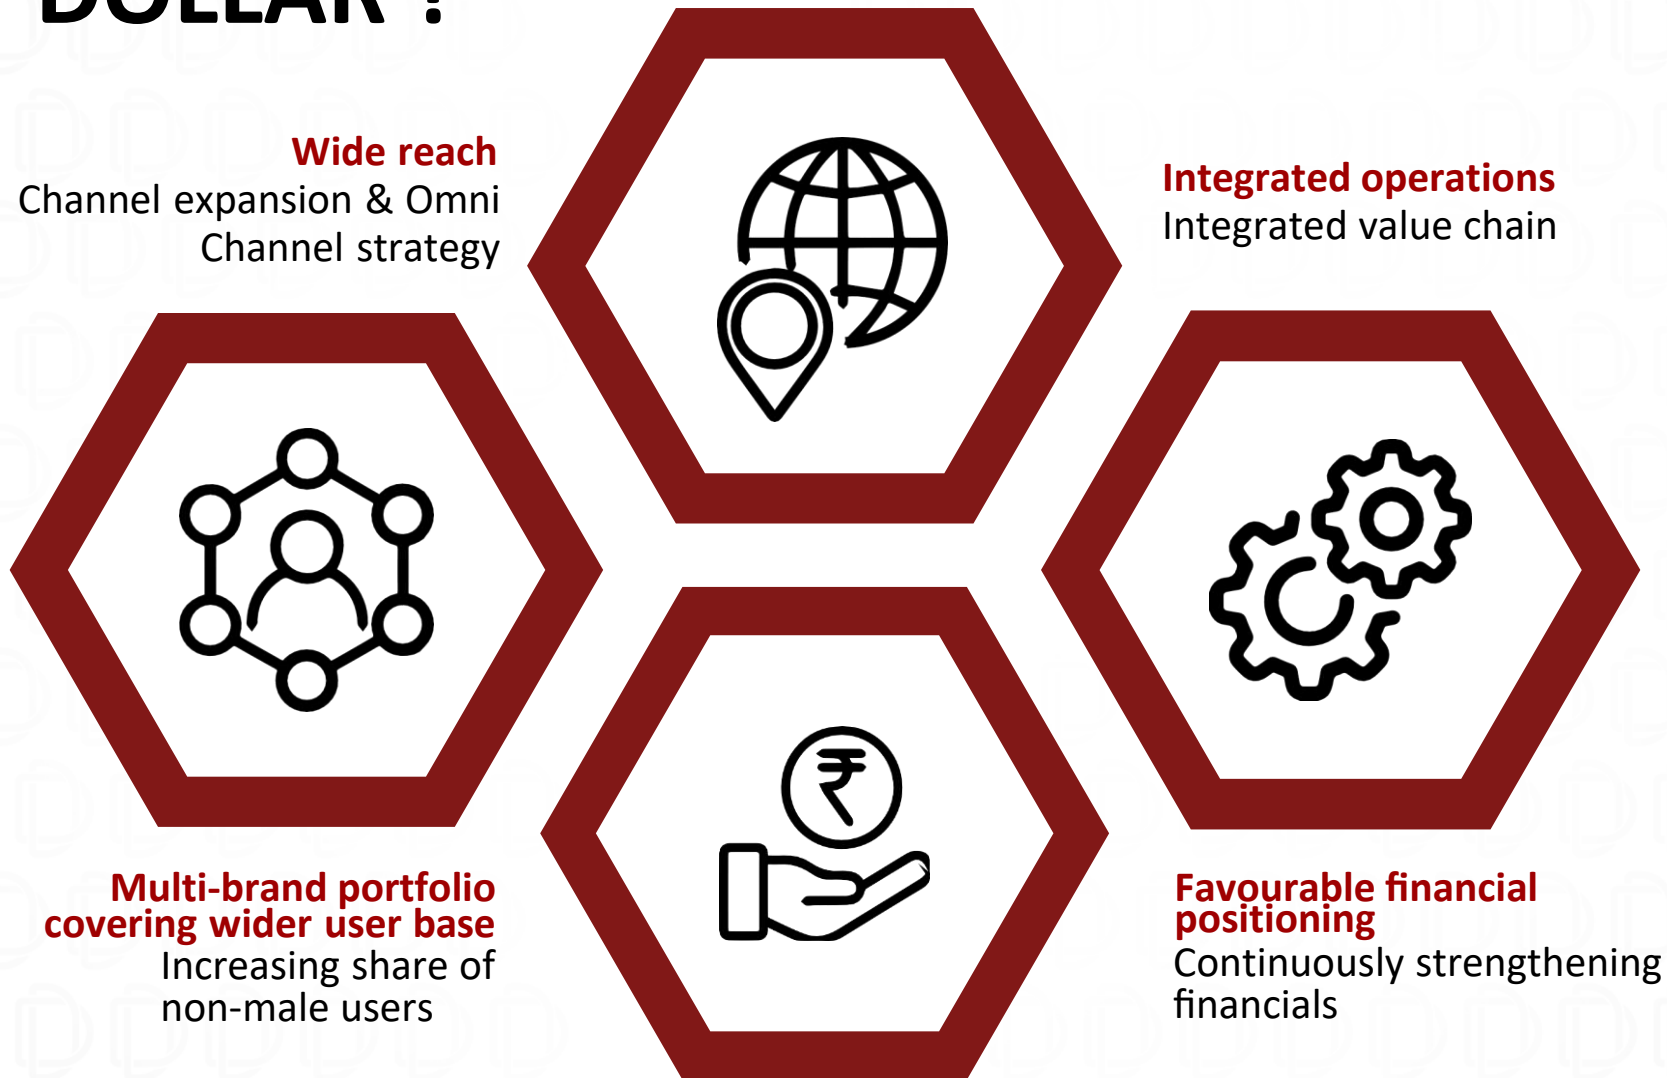 DOLLAR ?
Wide reach
Channel expansion & Omni
Channel strategy
Integrated operations
Integrated value chain
₹
Multi-brand portfolio
covering wider user base
Increasing share of
non-male users
Favourable financial
positioning
Continuously strengthening
financials